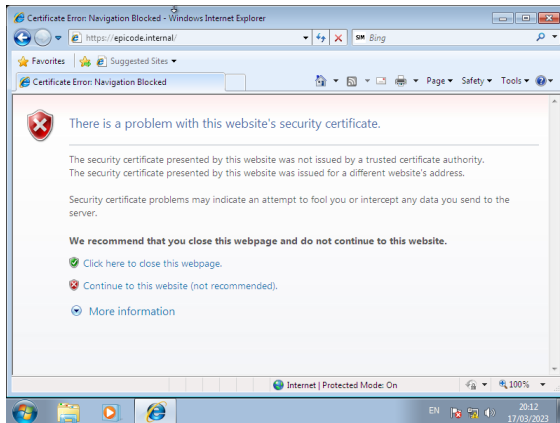 Certificate Error: Navigation Blocked - Windows Internet Explorer
https://epicode.internal/
Bing
Favorites
Suggested Sites
Certificate Error: Navigation Blocked
Page
Safety
Tools
There is a problem with this website's security certificate.
The security certificate presented by this website was not issued by a trusted certificate authority.
The security certificate presented by this website was issued for a different website's address.
Security certificate problems may indicate an attempt to fool you or intercept any data you send to the
server.
We recommend that you close this webpage and do not continue to this website.
Click here to close this webpage.
Continue to this website (not recommended).
More information
Internet | Protected Mode: On
100%
EN
20:12
17/03/2023